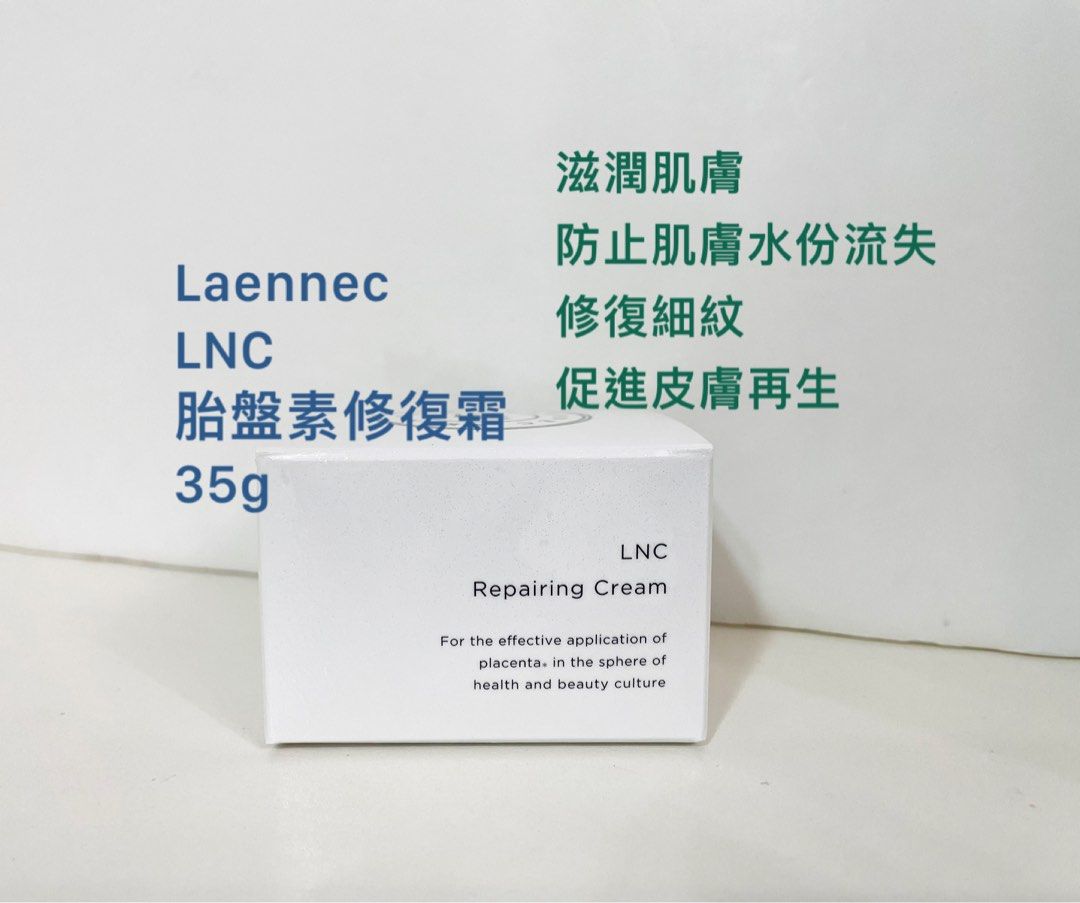 Laennec
LNC
胎盤素修復霜
35g
滋潤肌膚
防止肌膚水份流失
修復細紋
促進皮膚再生
LNC
Repairing Cream
For the effective application of
placenta* in the sphere of
health and beauty culture